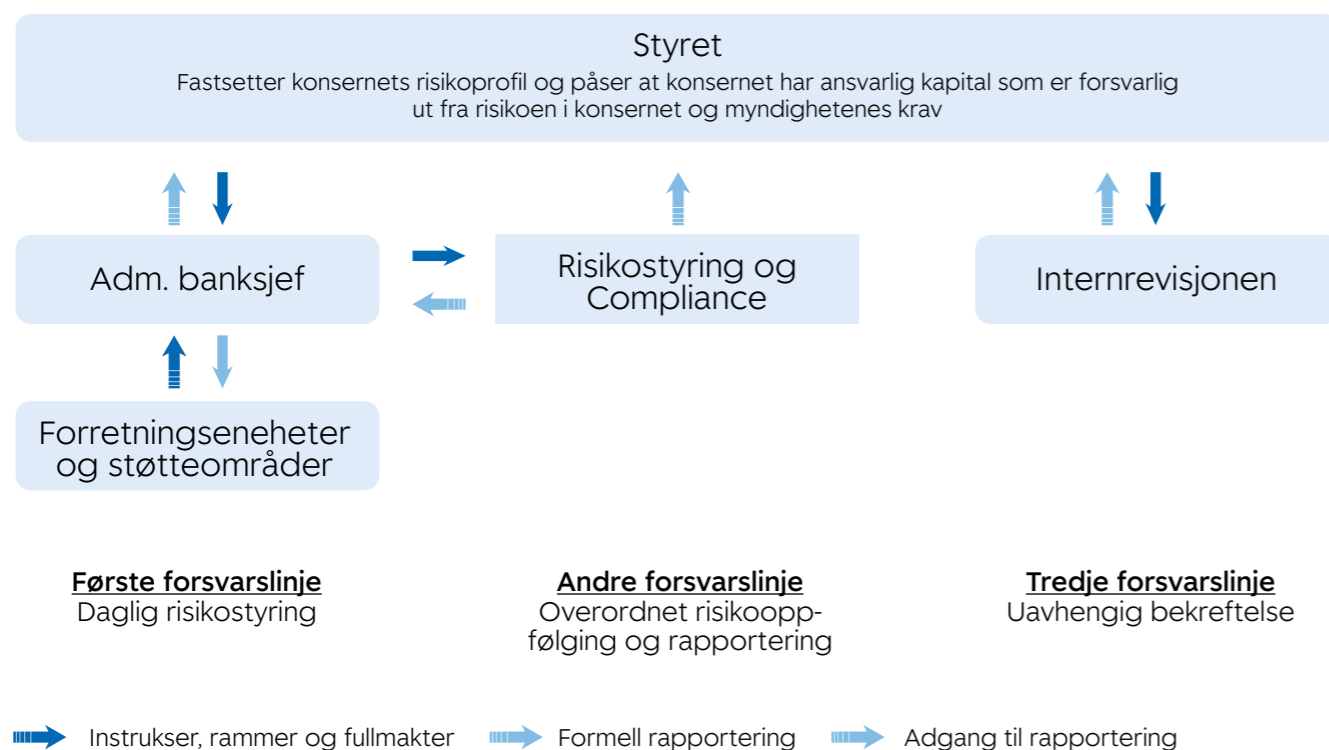 Styret
Fastsetter konsernets risikoprofil og påser at konsernet har ansvarlig kapital som er forsvarlig
ut fra risikoen i konsernet og myndighetenes krav
Adm. banksjef
Risikostyring og
Compliance
Internrevisjonen
Forretningseneheter
og støtteområder
Første forsvarslinje
Daglig risikostyring
Andre forsvarslinje
Overordnet risikoopp-
følging og rapportering
Tredje forsvarslinje
Uavhengig bekreftelse
Instrukser, rammer og fullmakter
Formell rapportering
Adgang til rapportering